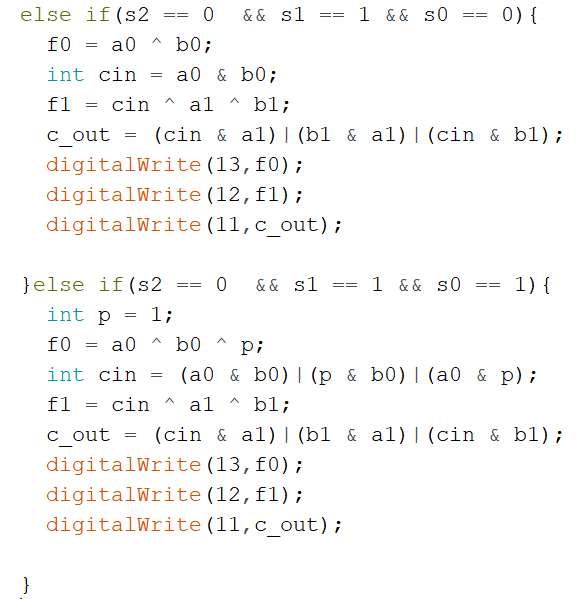 else if(s2 == 0  && s1 == 1 && s0 == 0){
  f0 = a0 ^ b0;
  int cin = a0 & b0;
  f1 = cin ^ a1 ^ b1;
  c_out = (cin & a1)|(b1 & a1)|(cin & b1);
  digitalWrite(13,f0);
  digitalWrite(12,f1);
  digitalWrite(11,c_out);

}else if(s2 == 0  && s1 == 1 && s0 == 1){
  int p = 1;
  f0 = a0 ^ b0 ^ p;
  int cin = (a0 & b0)|(p & b0)|(a0 & p);
  f1 = cin ^ a1 ^ b1;
  c_out = (cin & a1)|(b1 & a1)|(cin & b1);
  digitalWrite(13,f0);
  digitalWrite(12,f1);
  digitalWrite(11,c_out);

}